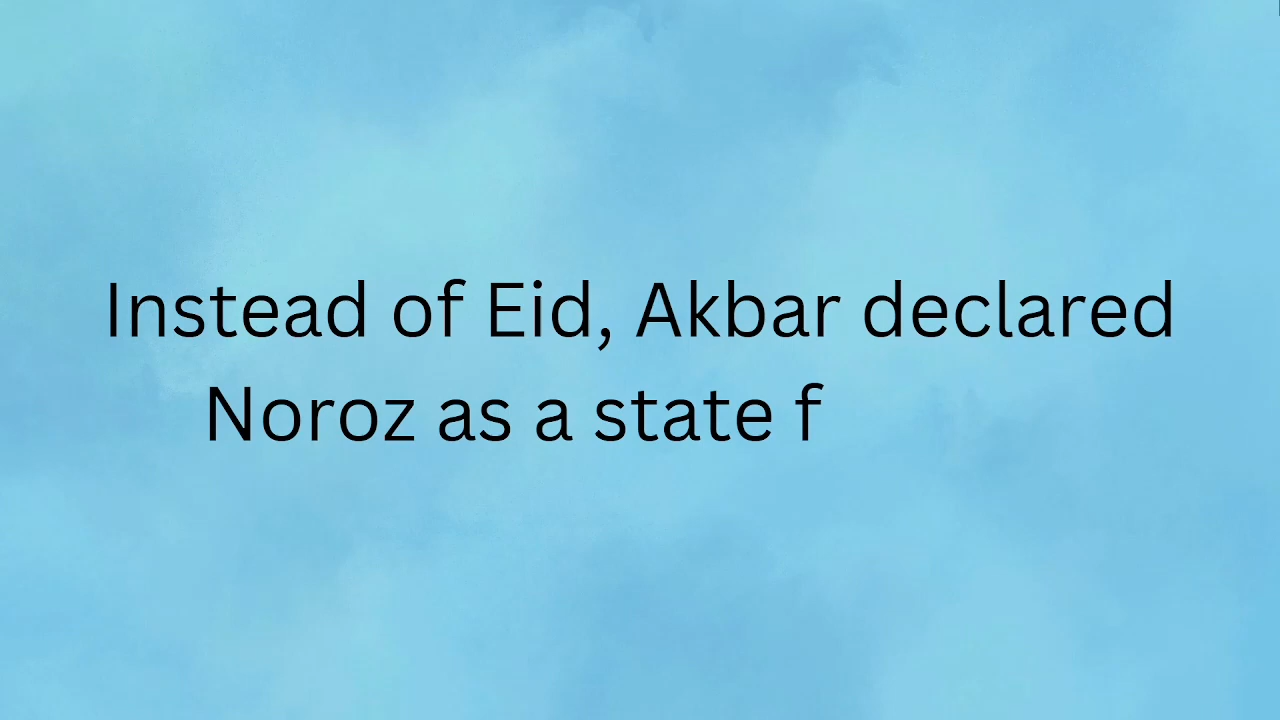 Instead of Eid, Akbar declared
Noroz as a state f